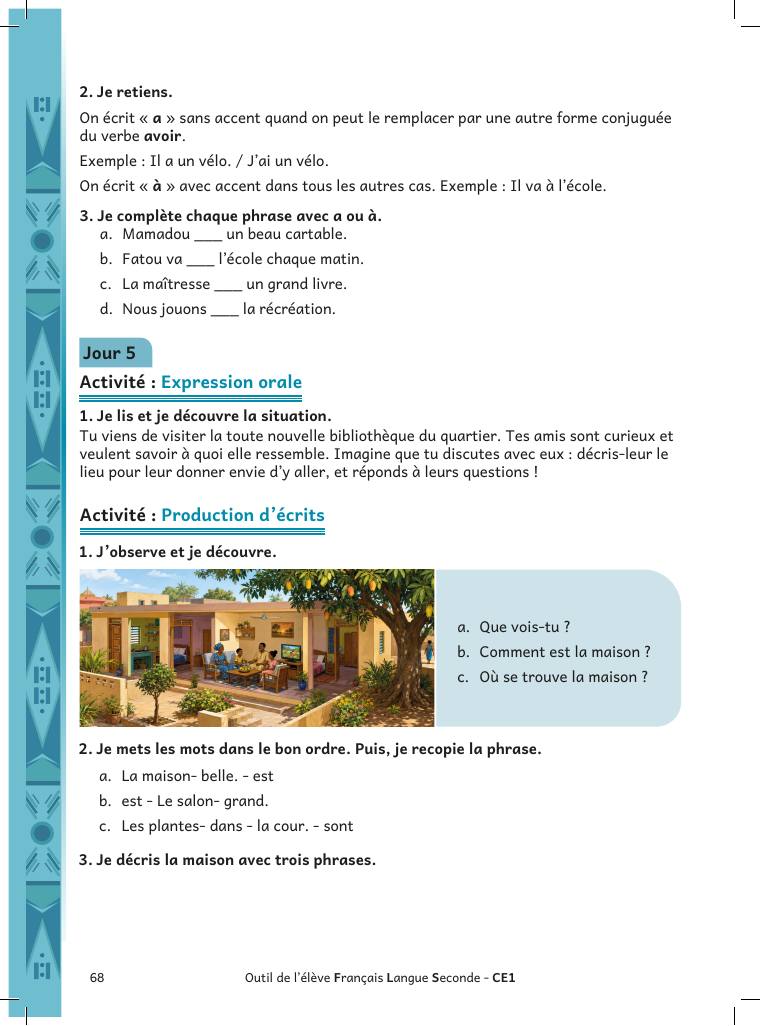 2. Je retiens.
On écrit « a » sans accent quand on peut le remplacer par une autre forme conjuguée
du verbe avoir.
Exemple : Il a un vélo. / J’ai un vélo.
On écrit « à » avec accent dans tous les autres cas. Exemple : Il va à l’école.
3. Je complète chaque phrase avec a ou à.
a. Mamadou ___ un beau cartable.
b. Fatou va ___ l’école chaque matin.
c. La maîtresse ___ un grand livre.
d. Nous jouons ___ la récréation.
Jour 5
Activité : Expression orale
1. Je lis et je découvre la situation.
Tu viens de visiter la toute nouvelle bibliothèque du quartier. Tes amis sont curieux et
veulent savoir à quoi elle ressemble. Imagine que tu discutes avec eux : décris-leur le
lieu pour leur donner envie d’y aller, et réponds à leurs questions !
Activité : Production d’écrits
1. J’observe et je découvre.
a. Que vois-tu ?
b. Comment est la maison ?
c. Où se trouve la maison ?
2. Je mets les mots dans le bon ordre. Puis, je recopie la phrase.
a. La maison- belle. - est
b. est - Le salon- grand.
c. Les plantes- dans - la cour. - sont
3. Je décris la maison avec trois phrases.
68
Outil de l’élève Français Langue Seconde - CE1